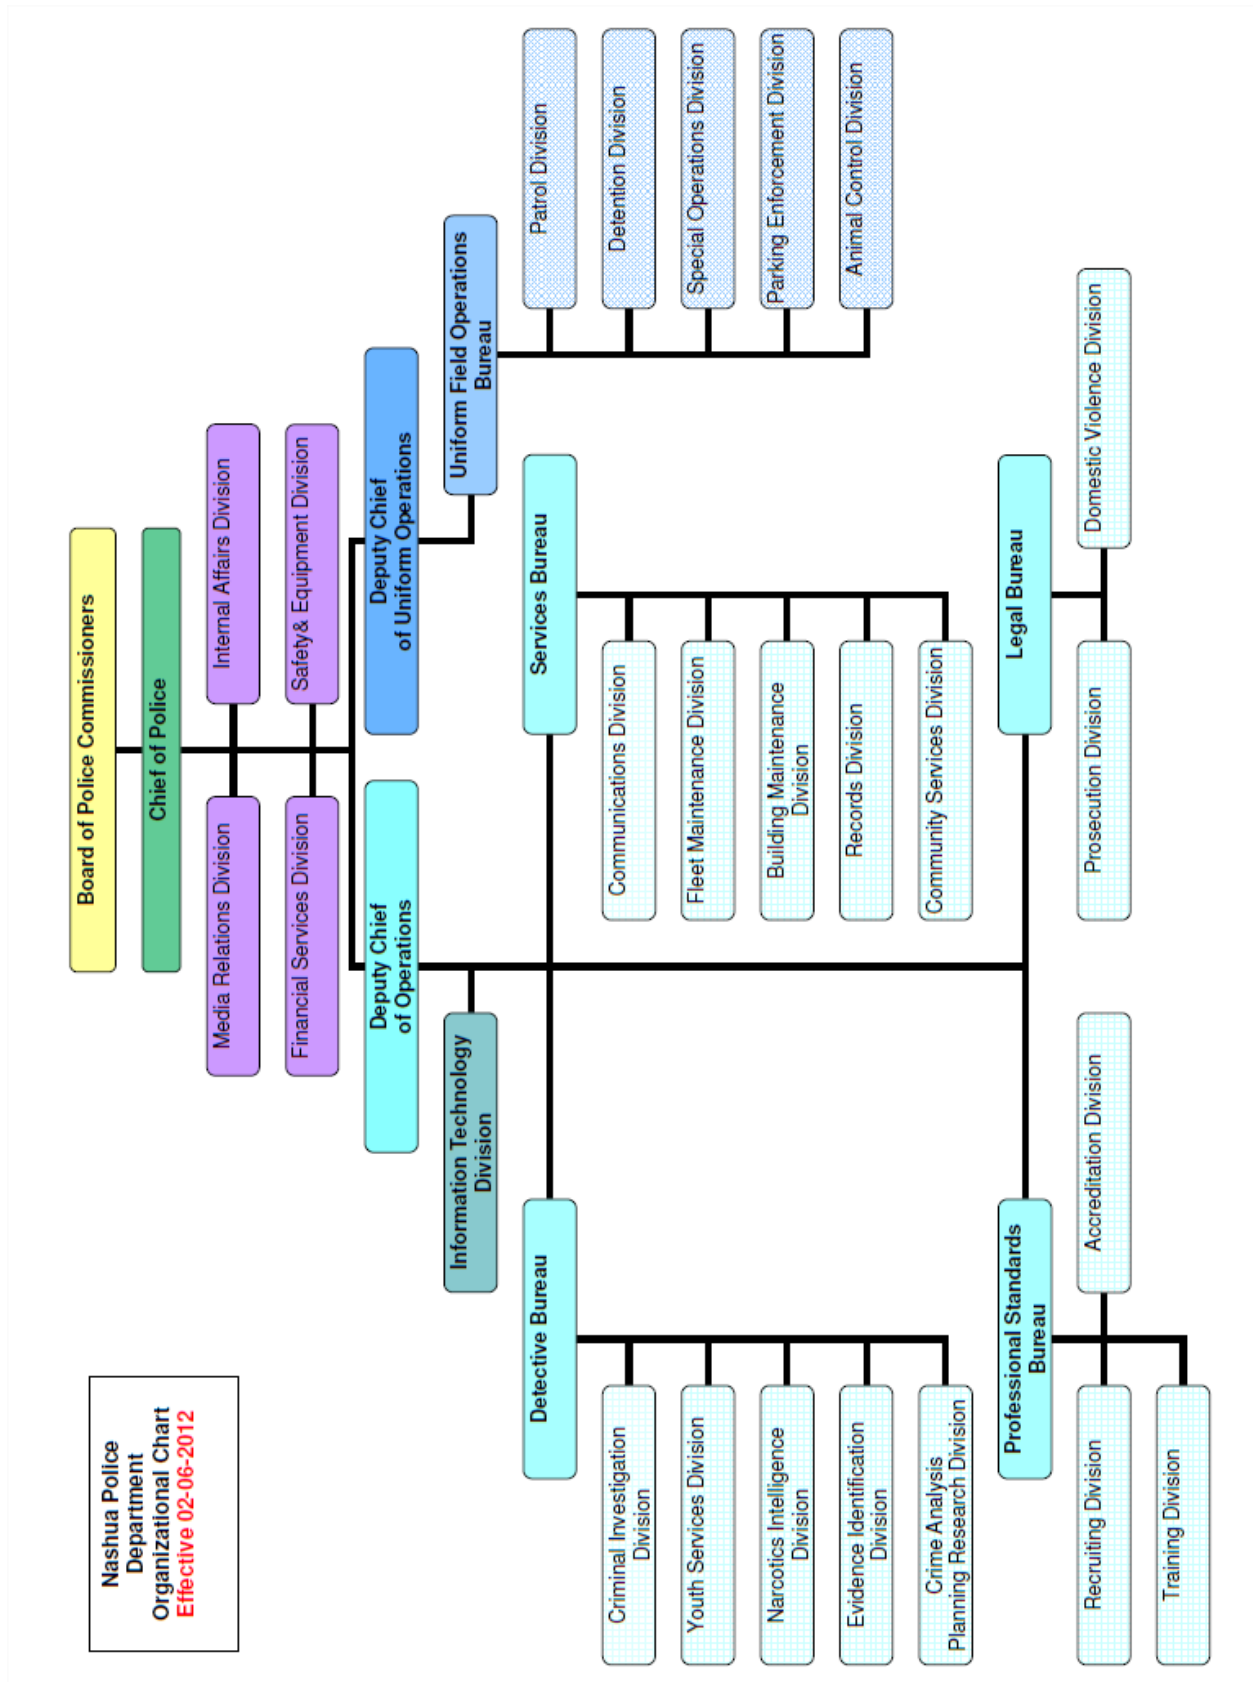 Nashua Police
Department
Organizational Chart
Effective 02-06-2012
Board of Police Commissioners
Chief of Police
Media Relations Division
Internal Affairs Division
Financial Services Division
Safety& Equipment Division
Deputy Chief
of Operations
Deputy Chief
of Uniform Operations
Information Technology
Division
Uniform Field Operations
Bureau
Detective Bureau
Services Bureau
Patrol Division
Criminal Investigation
Division
Communications Division
Detention Division
Youth Services Division
Fleet Maintenance Division
Special Operations Division
Narcotics Intelligence
Division
Building Maintenance
Division
Parking Enforcement Division
Evidence Identification
Division
Records Division
Animal Control Division
Crime Analysis
Planning Research Division
Community Services Division
Professional Standards
Bureau
Legal Bureau
Recruiting Division
Accreditation Division
Prosecution Division
Domestic Violence Division
Training Division